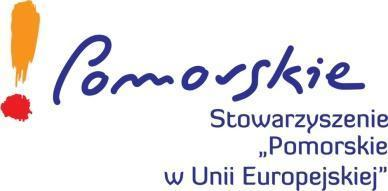 Pomorskie
Stowarzyszenie
„Pomorskie
w Unii Europejskiej”